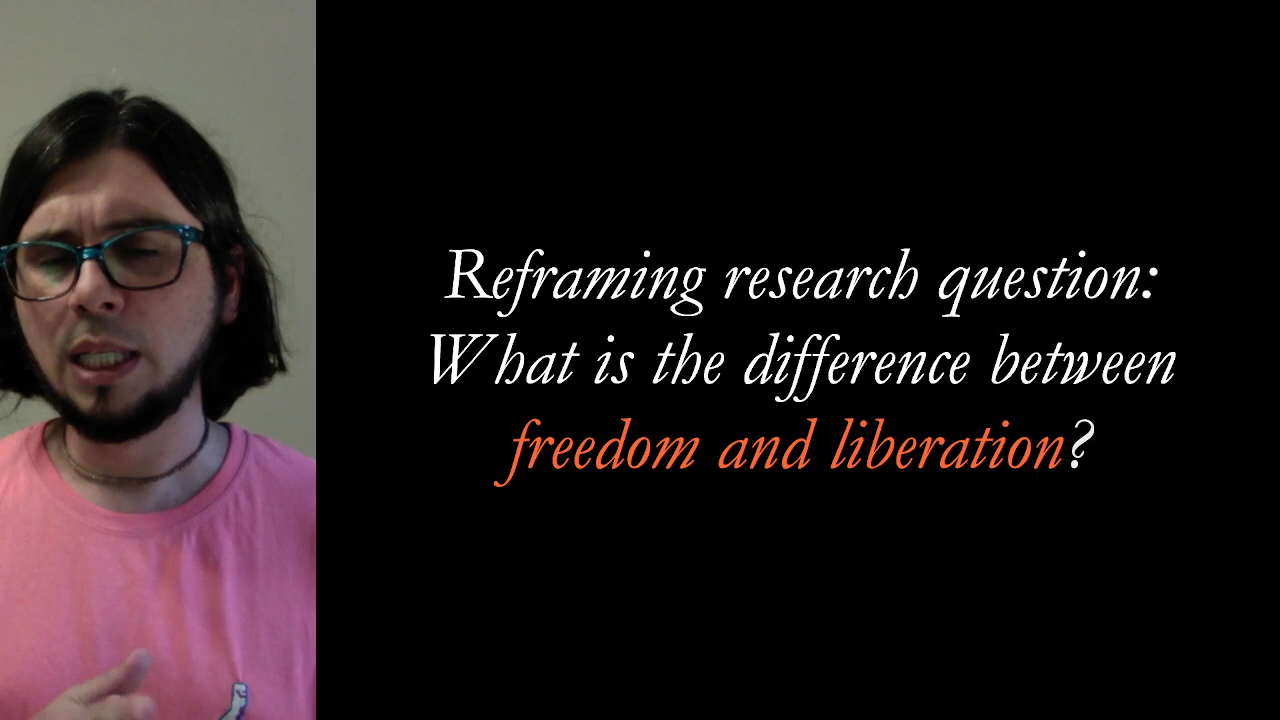 Reframing research question:
What is the difference between
freedom and liberation?